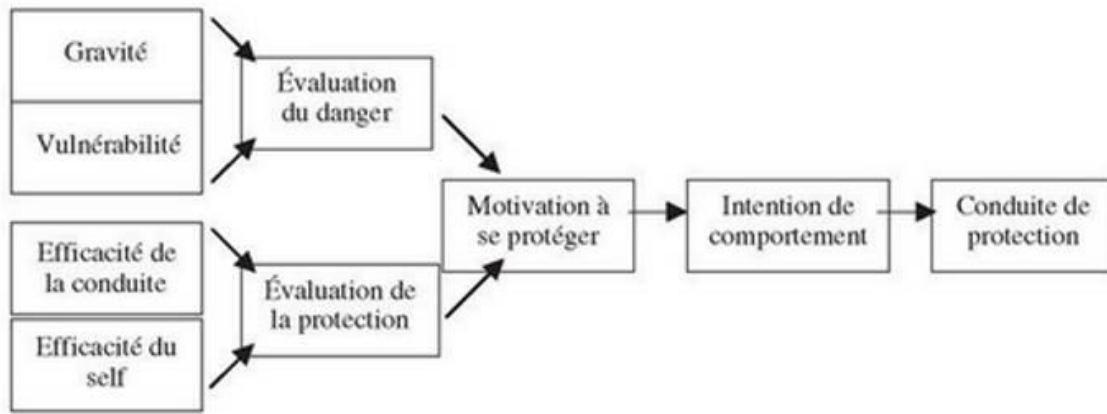 Gravité
Vulnérabilité
Évaluation
du danger
Efficacité de
la conduite
Efficacité du
self
Évaluation de
la protection
Motivation à
se protéger
Intention de
comportement
Conduite de
protection